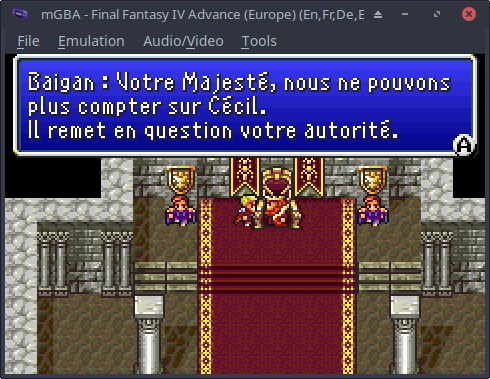 mGBA - Final Fantasy IV Advance (Europe) (En,Fr,De,E
File Emulation Audio/Video Tools
Baigan : Votre Majesté, nous ne pouvons
plus compter sur Cécil.
Il remet en question votre autorité.
A